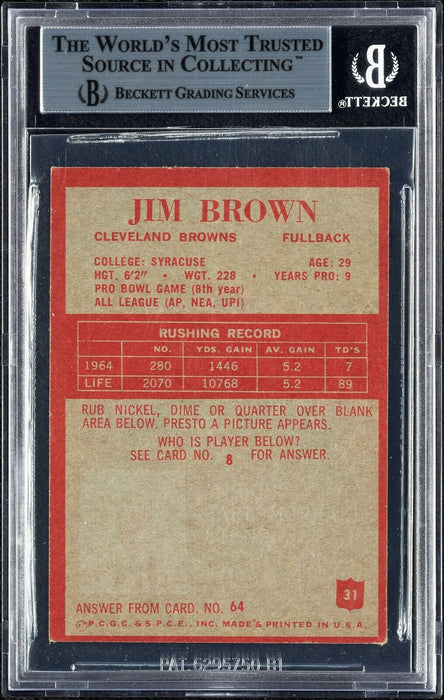 THE WORLD'S MOST TRUSTED
SOURCE IN COLLECTING™
B BECKETT GRADING SERVICES
B
BECKETT
JIM BROWN
CLEVELAND BROWNS FULLBACK
COLLEGE: SYRACUSE AGE: 29
HGT. 6'2" • WGT. 228 • YEARS PRO: 9
PRO BOWL GAME (8th year)
ALL LEAGUE (AP, NEA, UPI)
RUSHING RECORD
NO. YDS. GAIN AV. GAIN TD'S
1964 280 1446 5.2 7
LIFE 2070 10768 5.2 89
RUB NICKEL, DIME OR QUARTER OVER BLANK
AREA BELOW. PRESTO A PICTURE APPEARS.
WHO IS PLAYER BELOW?
SEE CARD NO. 8 FOR ANSWER.
31
ANSWER FROM CARD. NO. 64
©P.C.G.C. & S.P.C.E., INC. MADE & PRINTED IN U.S.A.
PAT 6295750 B1